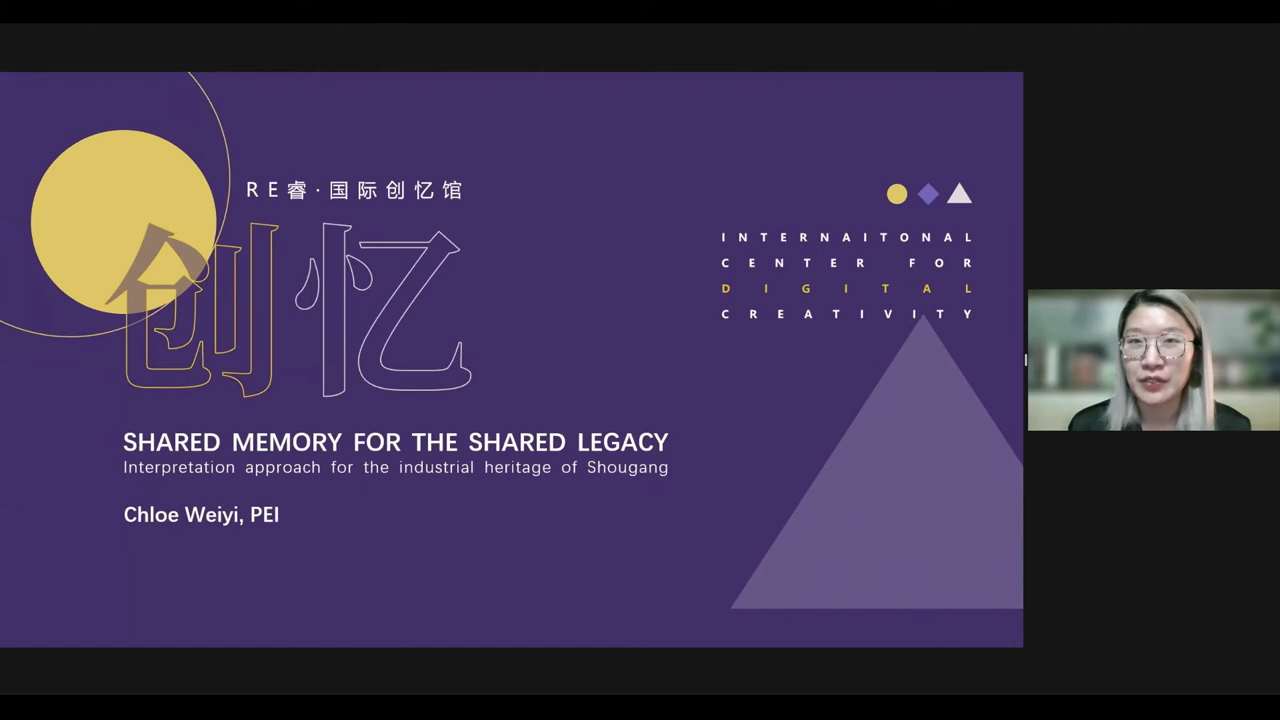 RE睿·国际创忆馆
创忆
INTERNAITONAL
CENTER FOR
DIGITAL
CREATIVITY
SHARED MEMORY FOR THE SHARED LEGACY
Interpretation approach for the industrial heritage of Shougang
Chloe Weiyi, PEI